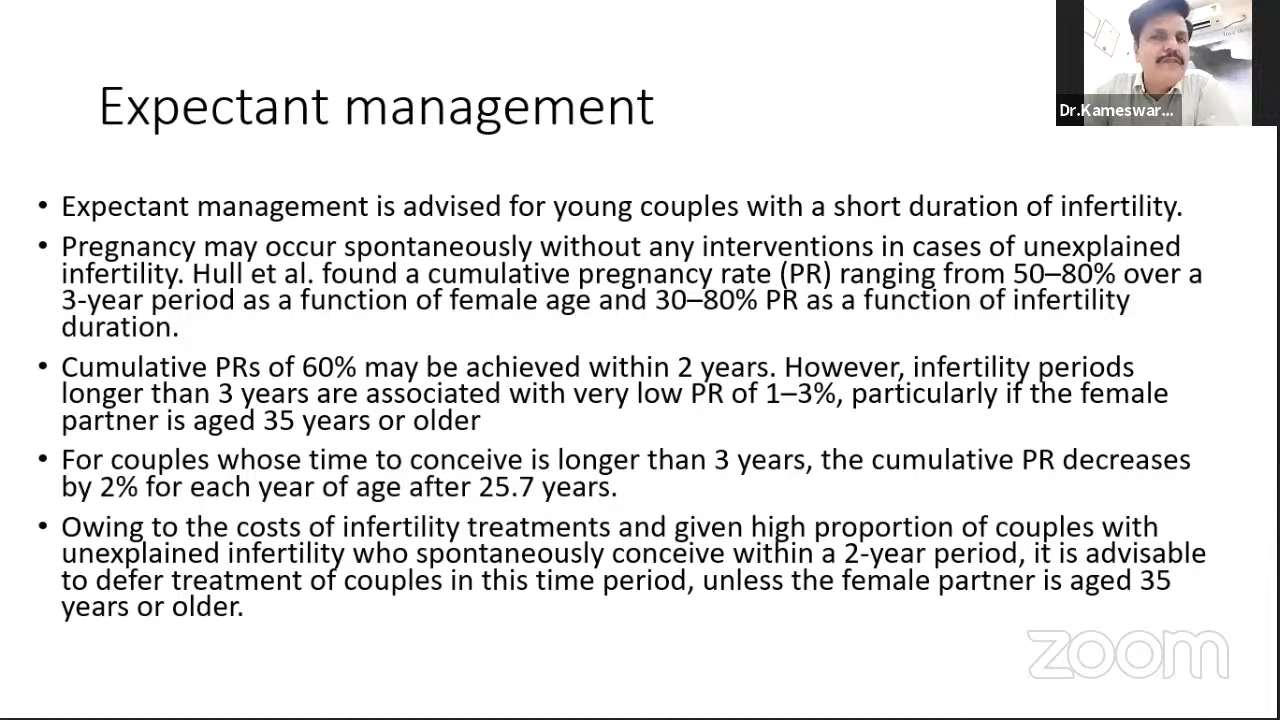 Dr.Kameswar...
Expectant management
• Expectant management is advised for young couples with a short duration of infertility.
• Pregnancy may occur spontaneously without any interventions in cases of unexplained
infertility. Hull et al. found a cumulative pregnancy rate (PR) ranging from 50–80% over a
3-year period as a function of female age and 30–80% PR as a function of infertility
duration.
• Cumulative PRs of 60% may be achieved within 2 years. However, infertility periods
longer than 3 years are associated with very low PR of 1–3%, particularly if the female
partner is aged 35 years or older
• For couples whose time to conceive is longer than 3 years, the cumulative PR decreases
by 2% for each year of age after 25.7 years.
• Owing to the costs of infertility treatments and given high proportion of couples with
unexplained infertility who spontaneously conceive within a 2-year period, it is advisable
to defer treatment of couples in this time period, unless the female partner is aged 35
years or older.
zoom